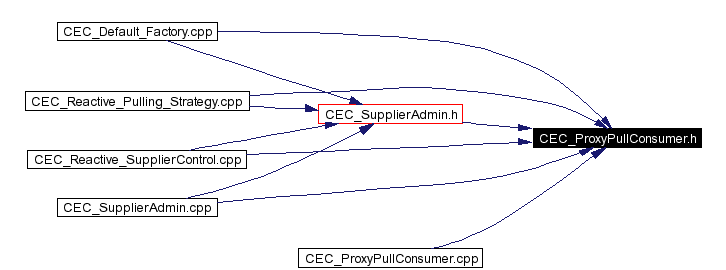 CEC_Default_Factory.cpp
CEC_Reactive_Pulling_Strategy.cpp
CEC_SupplierAdmin.h
CEC_ProxyPullConsumer.h
CEC_Reactive_SupplierControl.cpp
CEC_SupplierAdmin.cpp
CEC_ProxyPullConsumer.cpp